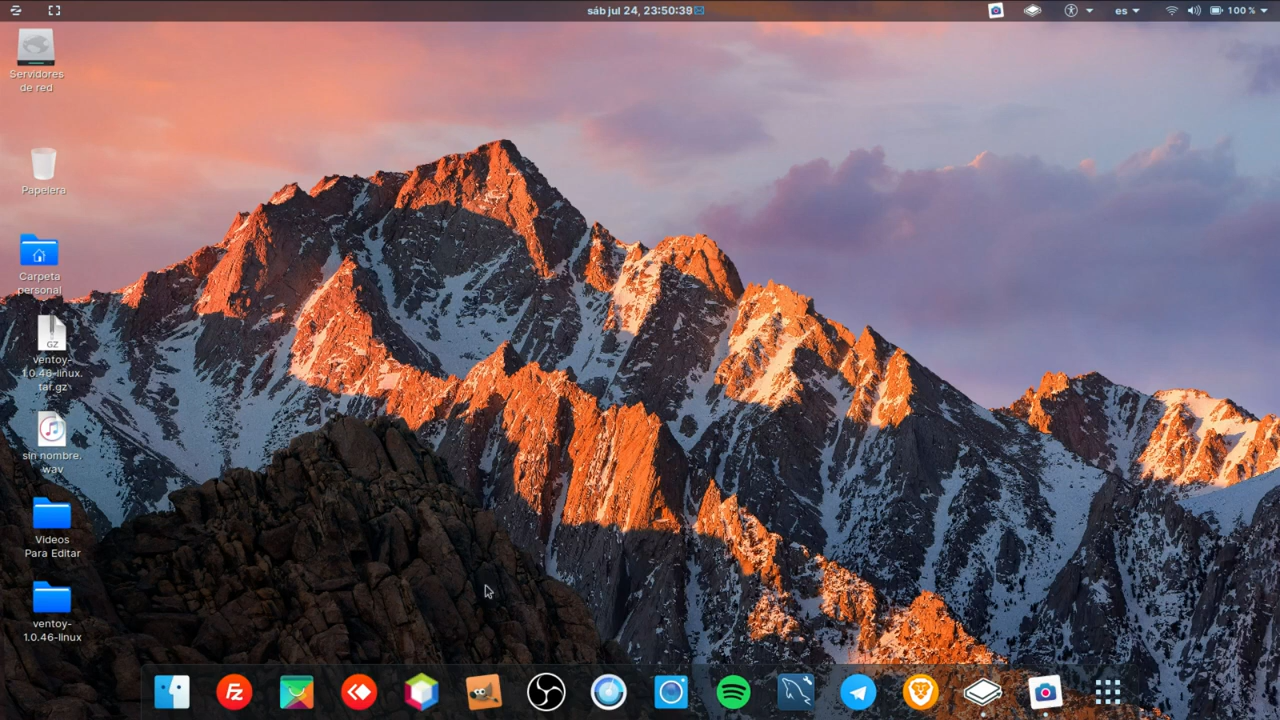 sáb jul 24, 23:50:39
es
100 %
Servidores
de red
Papelera
Carpeta
personal
GZ
ventoy-
1.0.46-linux.
tar.gz
sin nombre.
wav
Videos
Para Editar
ventoy-
1.0.46-linux
FZ